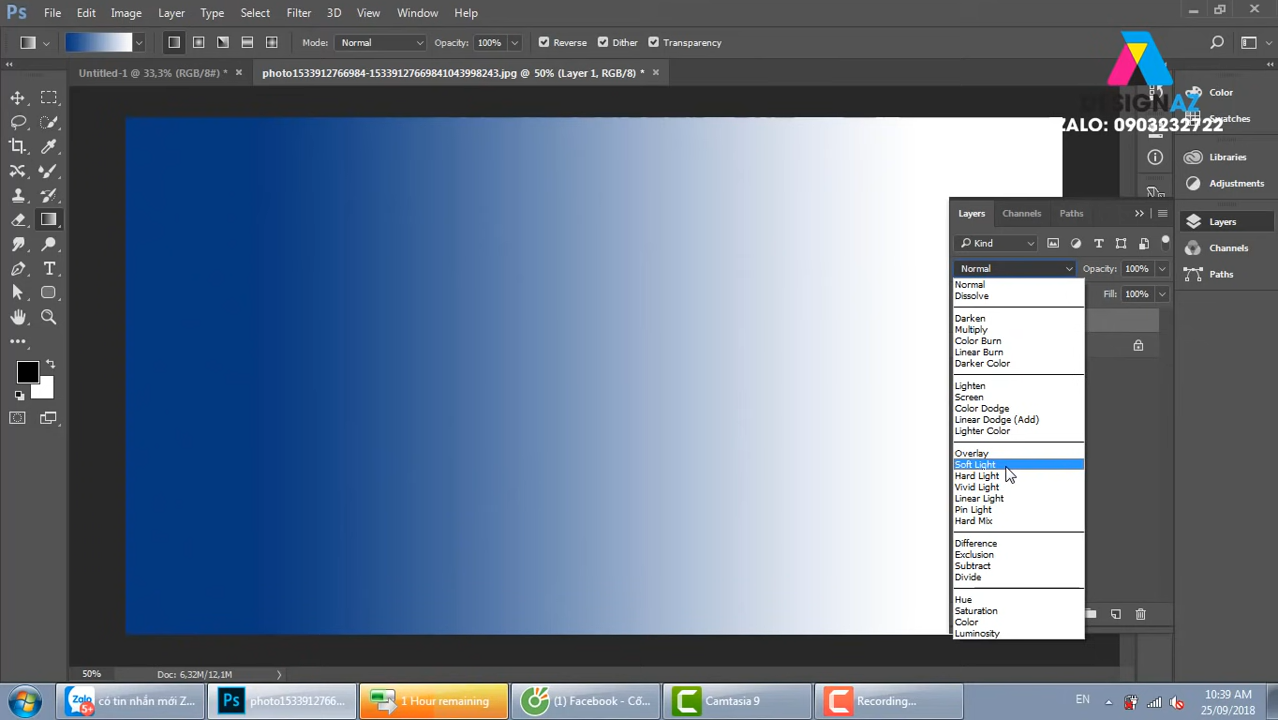 Ps File Edit Image Layer Type Select Filter 3D View Window Help
Mode: Normal Opacity: 100% Reverse Dither Transparency
Untitled-1 @ 33,3% (RGB/8#) * × photo1533912766984-15339127669841043998243.jpg @ 50% (Layer 1, RGB/8) * ×
DESIGNAZ
ZALO: 0903232722
Color
Swatches
Libraries
Adjustments
Layers
Channels
Paths
Layers Channels Paths
Kind
Normal Opacity: 100%
Fill: 100%
Normal
Dissolve
Darken
Multiply
Color Burn
Linear Burn
Darker Color
Lighten
Screen
Color Dodge
Linear Dodge (Add)
Lighter Color
Overlay
Soft Light
Hard Light
Vivid Light
Linear Light
Pin Light
Hard Mix
Difference
Exclusion
Subtract
Divide
Hue
Saturation
Color
Luminosity
50% Doc: 6,32M/12,1M
Zalo 5+ có tin nhắn mới Z... Ps photo1533912766... 1 Hour remaining (1) Facebook - Cố... C Camtasia 9 C Recording... EN 10:39 AM
25/09/2018